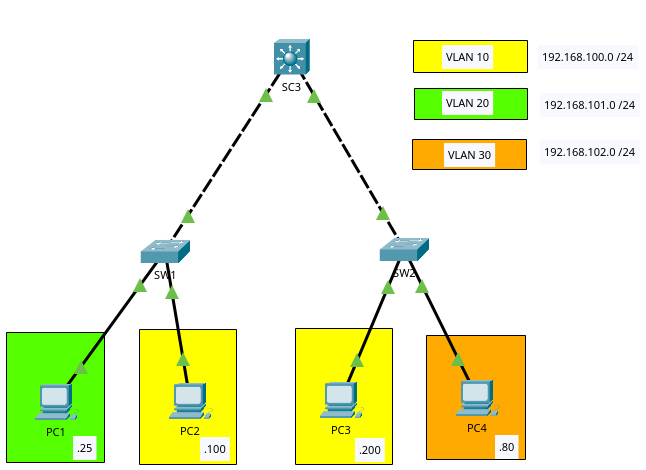 SC3
VLAN 10
192.168.100.0 /24
VLAN 20
192.168.101.0 /24
VLAN 30
192.168.102.0 /24
SW1
SW2
PC1
.25
PC2
.100
PC3
.200
PC4
.80